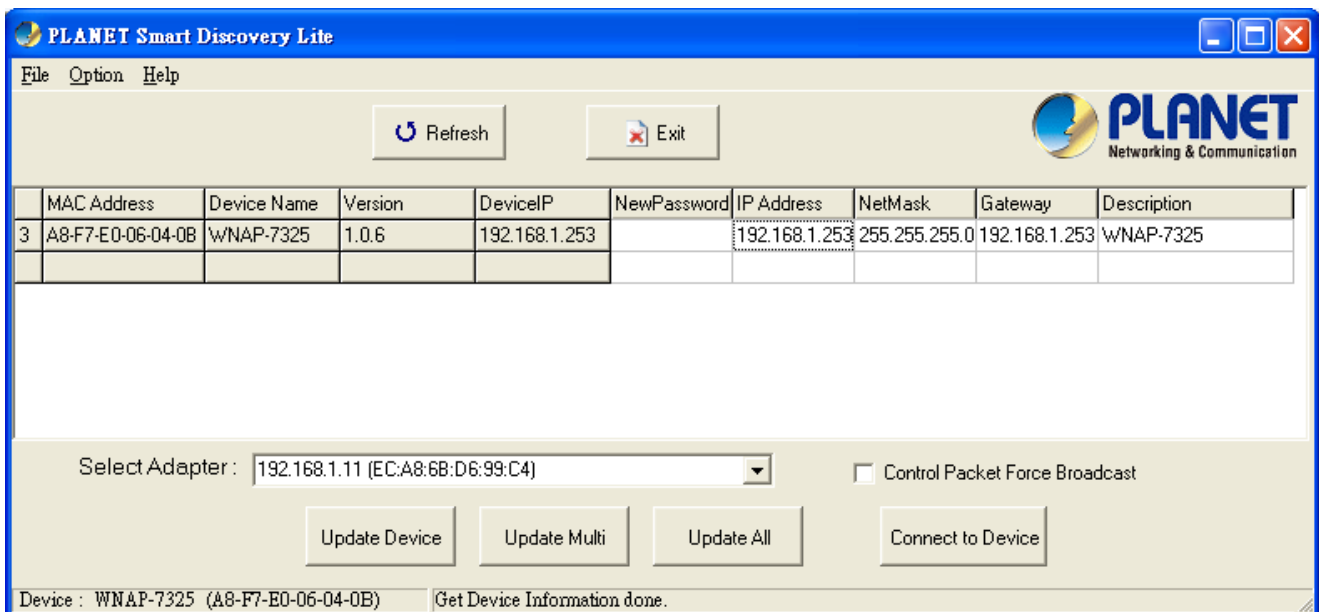 PLANET Smart Discovery Lite
File Option Help
Refresh Exit
PLANET
Networking & Communication
MAC Address Device Name Version DeviceIP NewPassword IP Address NetMask Gateway Description
3 A8-F7-E0-06-04-0B WNAP-7325 1.0.6 192.168.1.253 192.168.1.253 255.255.255.0 192.168.1.253 WNAP-7325
Select Adapter : 192.168.1.11 (EC:A8:6B:D6:99:C4) Control Packet Force Broadcast
Update Device Update Multi Update All Connect to Device
Device : WNAP-7325 (A8-F7-E0-06-04-0B) Get Device Information done.